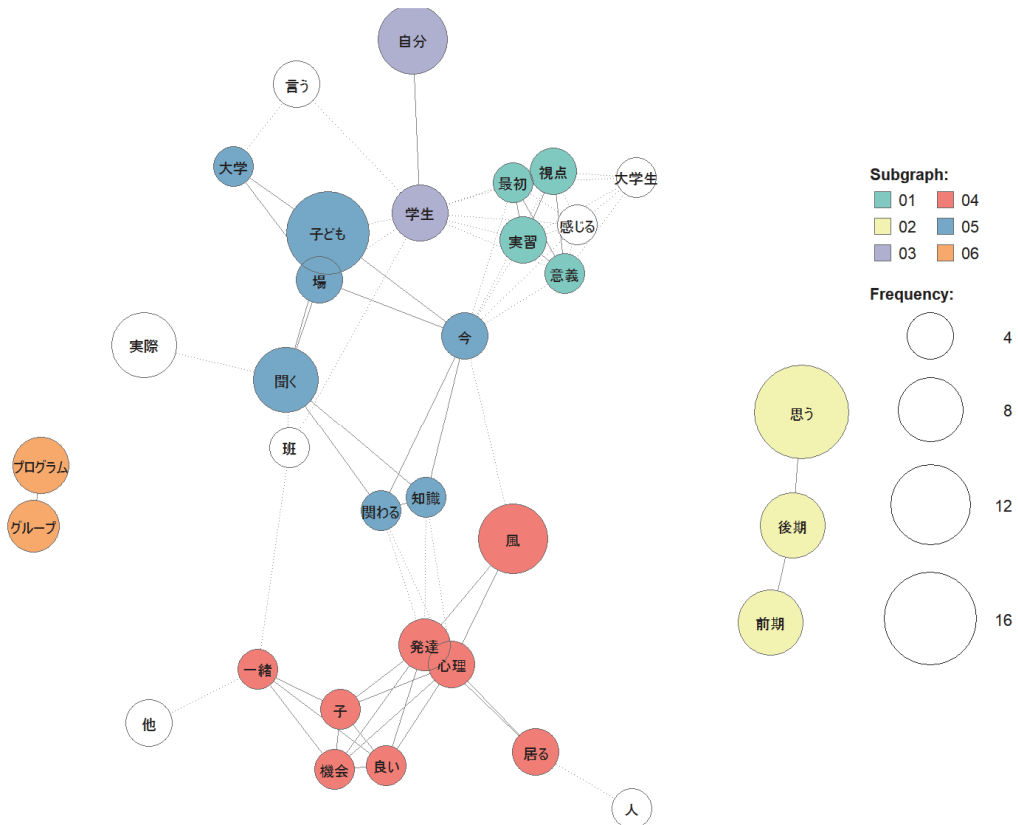 自分
言う
大学
子ども
場
学生
最初
視点
大学生
感じる
実習
意義
今
実際
聞く
班
関わる
知識
風
プログラム
グループ
発達
心理
一緒
子
機会
良い
居る
他
人
思う
後期
前期
Subgraph:
01 04
02 05
03 06
Frequency:
4
8
12
16